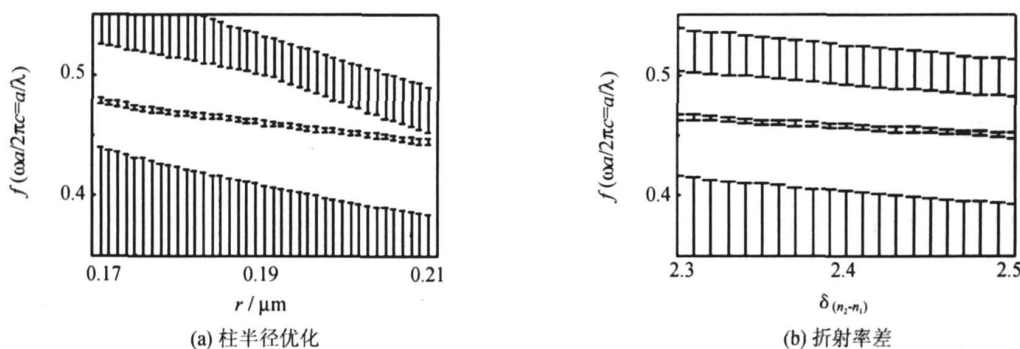 f(ωa/2πc=a/λ)
0.5
0.4
0.17
0.19
0.21
r / μm
(a) 柱半径优化
f(ωa/2πc=a/λ)
0.5
0.4
2.3
2.4
2.5
δ(n₂-n₁)
(b) 折射率差